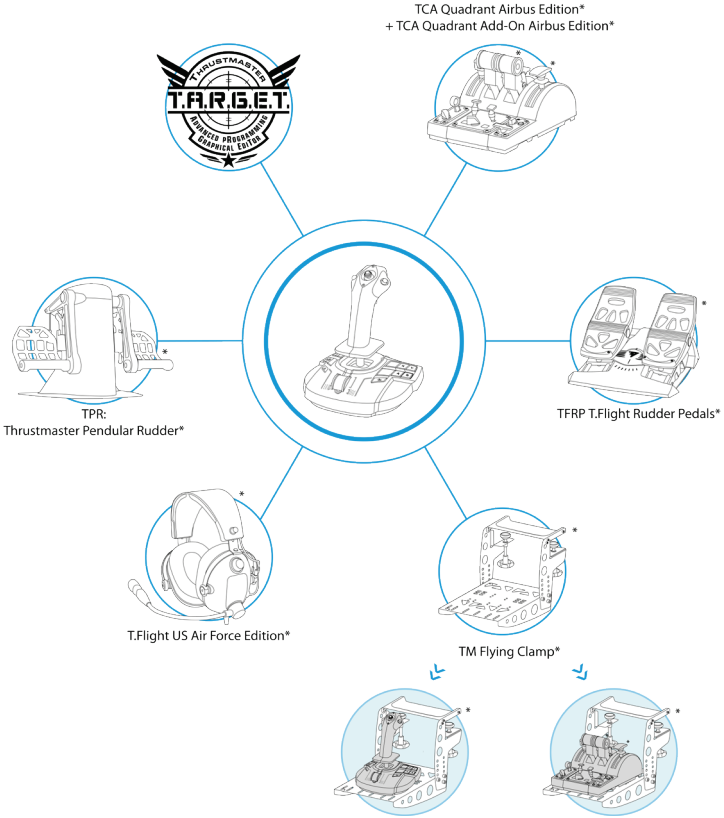 TCA Quadrant Airbus Edition*
+ TCA Quadrant Add-On Airbus Edition*
*
*
THRUSTMASTER
T.A.R.G.E.T.
ADVANCED PROGRAMMING
GRAPHICAL EDITOR
*
*
TPR:
Thrustmaster Pendular Rudder*
TFRP T.Flight Rudder Pedals*
*
*
T.Flight US Air Force Edition*
TM Flying Clamp*
*
*